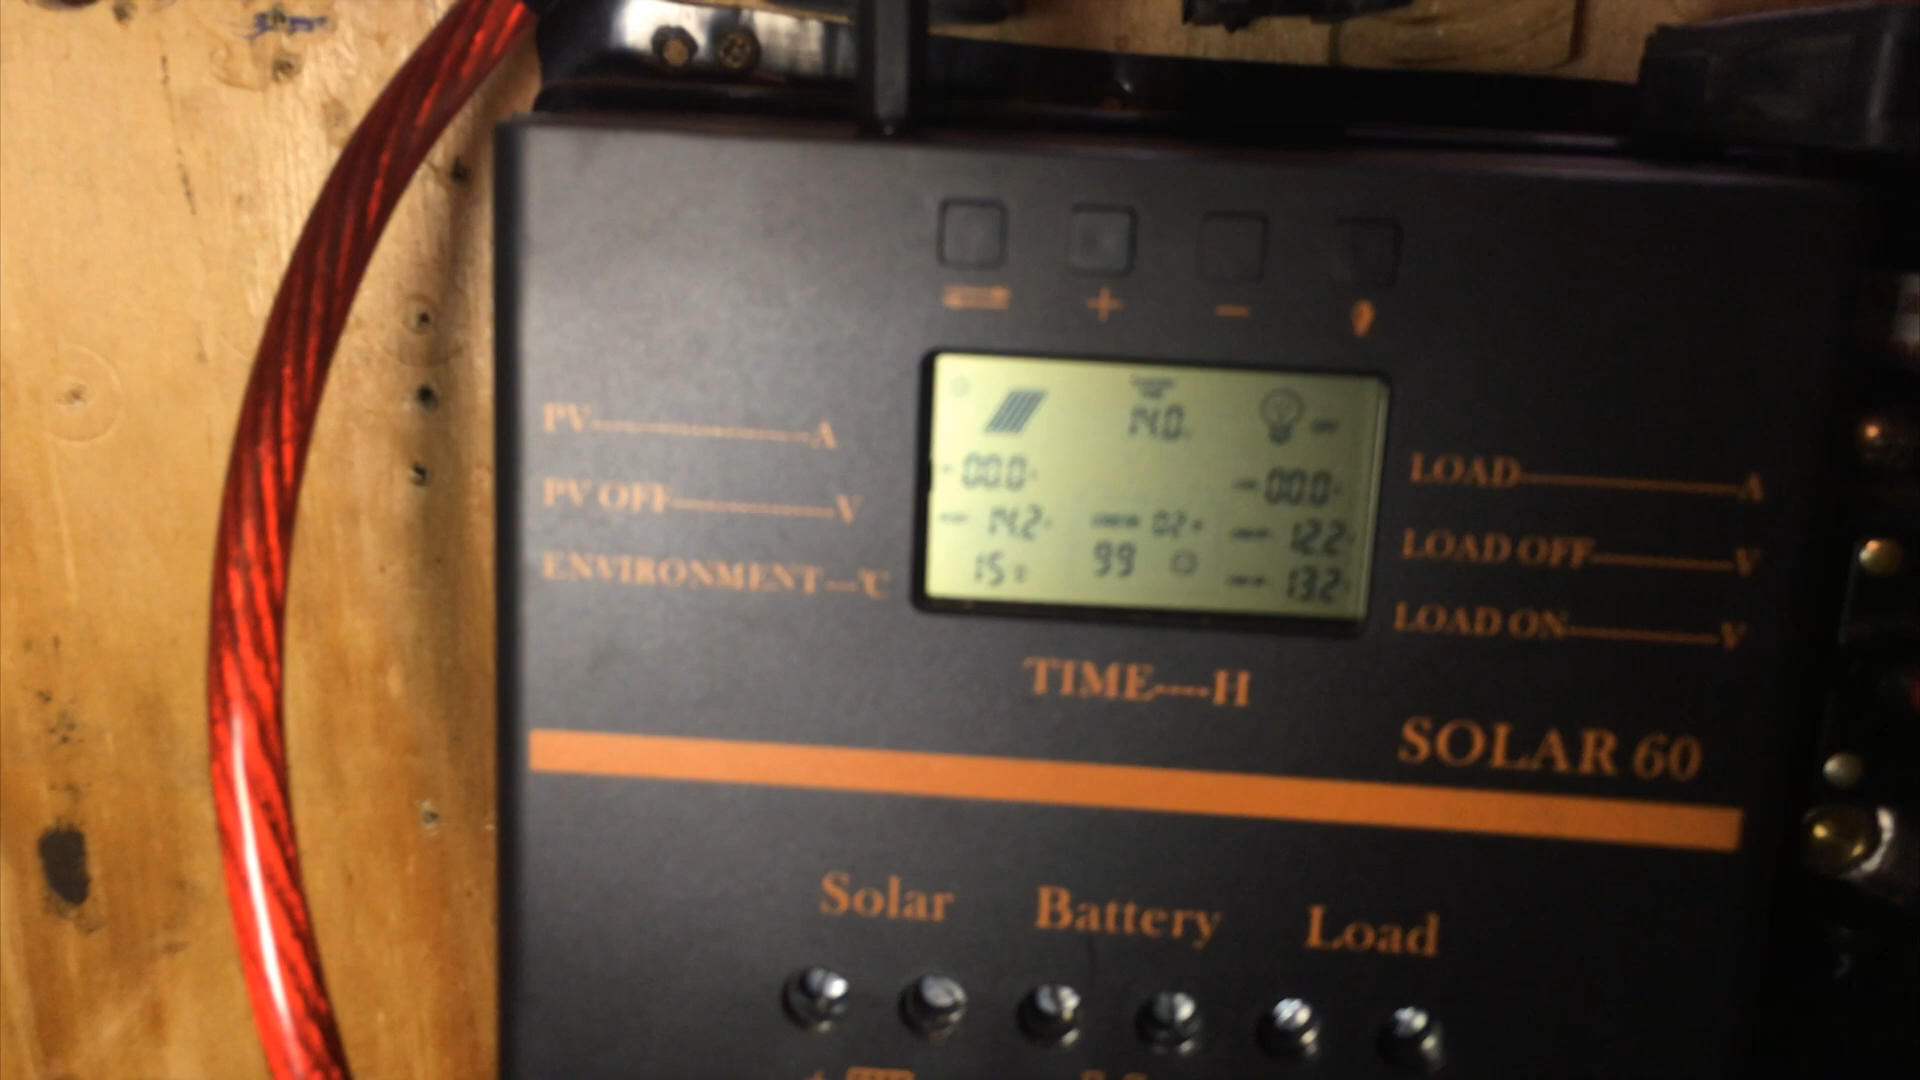 + −
14.0
OFF
PV--------------------A
00.0
00.0
LOAD--------------------A
PV OFF--------------V
14.2
02
12.2
LOAD OFF--------------V
ENVIRONMENT---℃
15
99
13.2
LOAD ON--------------V
TIME----H
SOLAR 60
Solar Battery Load